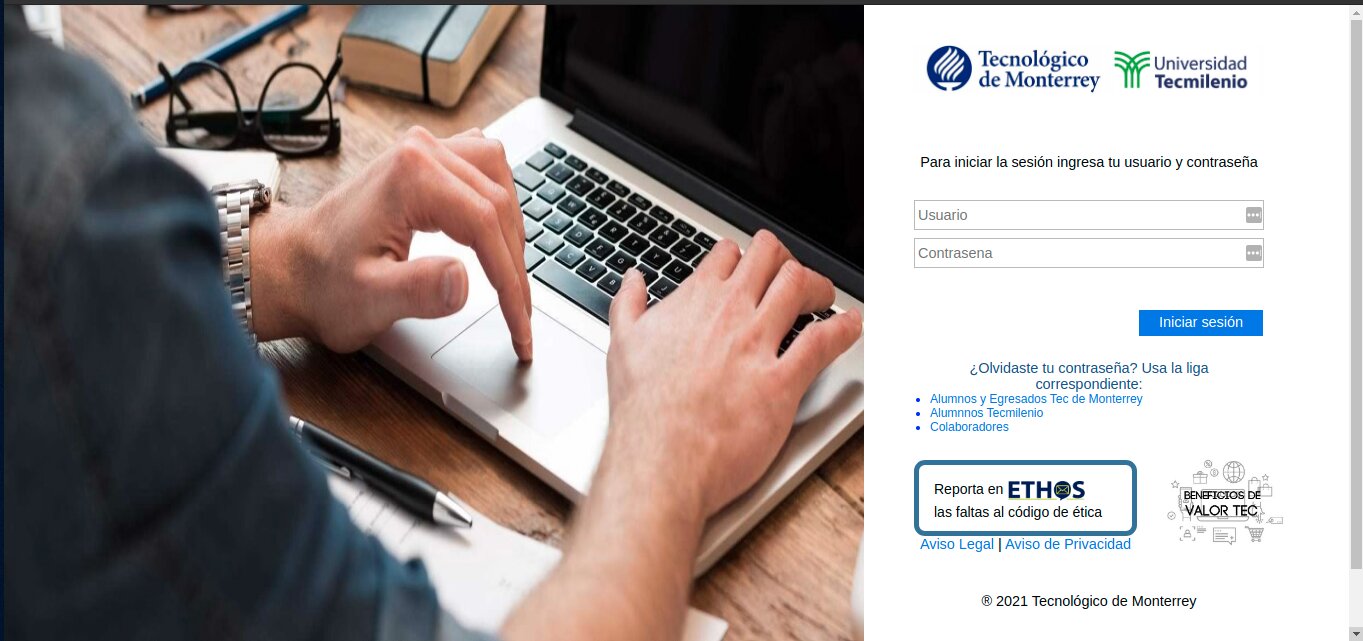 Tecnológico
de Monterrey
Universidad
Tecmilenio
Para iniciar la sesión ingresa tu usuario y contraseña
Usuario
Contrasena
Iniciar sesión
¿Olvidaste tu contraseña? Usa la liga
correspondiente:
Alumnos y Egresados Tec de Monterrey
Alumnnos Tecmilenio
Colaboradores
Reporta en ETHOS
las faltas al código de ética
BENEFICIOS DE
VALOR TEC
Aviso Legal | Aviso de Privacidad
® 2021 Tecnológico de Monterrey